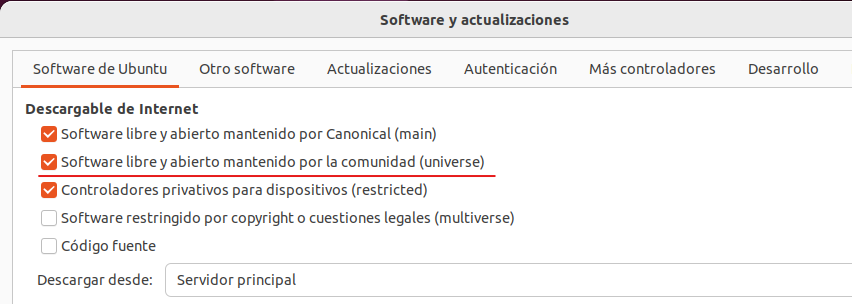 Software y actualizaciones
Software de Ubuntu Otro software Actualizaciones Autenticación Más controladores Desarrollo
Descargable de Internet
Software libre y abierto mantenido por Canonical (main)
Software libre y abierto mantenido por la comunidad (universe)
Controladores privativos para dispositivos (restricted)
Software restringido por copyright o cuestiones legales (multiverse)
Código fuente
Descargar desde: Servidor principal